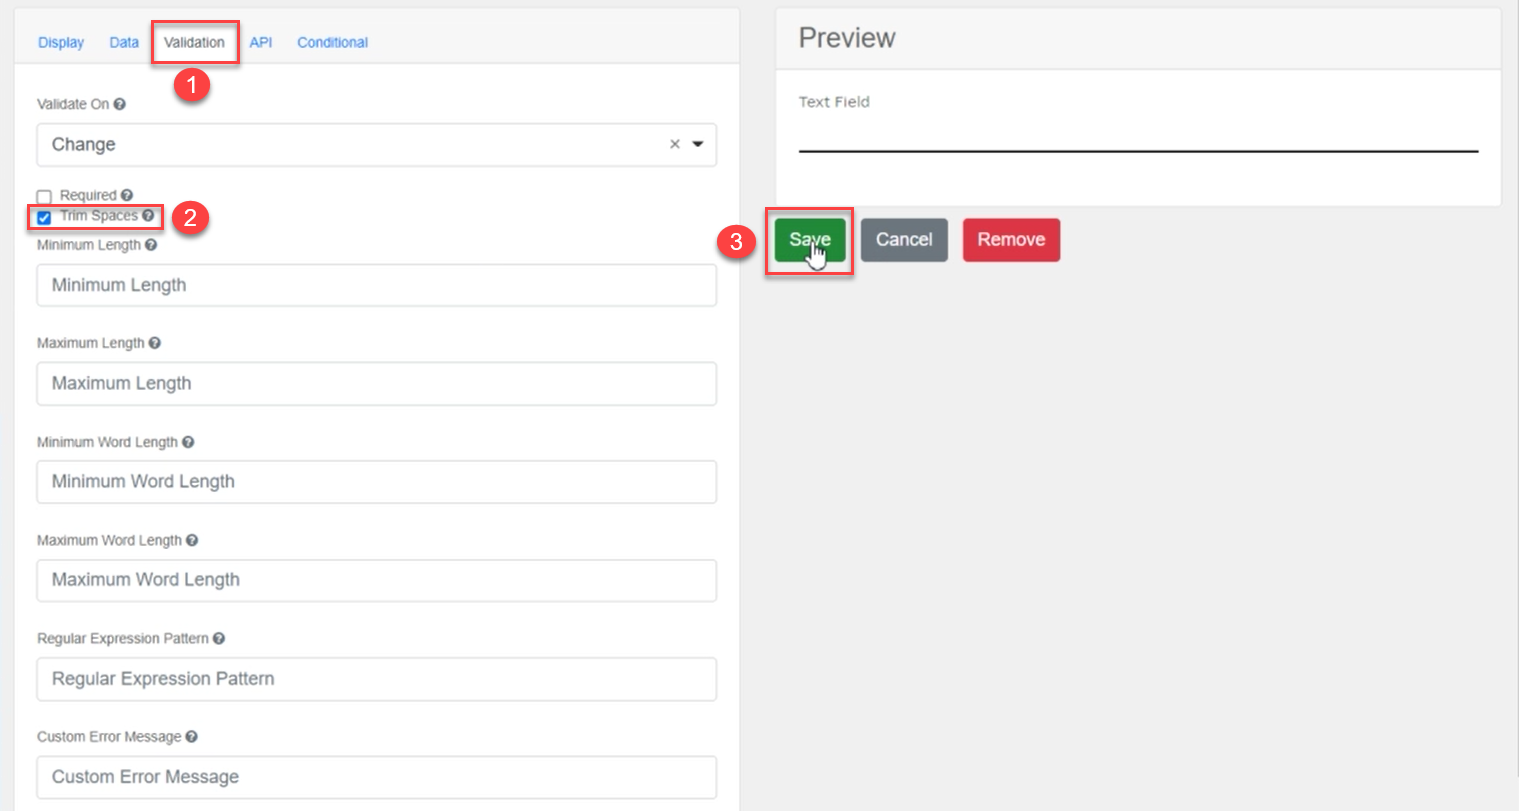 Display Data Validation API Conditional
1
Validate On
Change
Required
Trim Spaces
2
Minimum Length
Minimum Length
Maximum Length
Maximum Length
Minimum Word Length
Minimum Word Length
Maximum Word Length
Maximum Word Length
Regular Expression Pattern
Regular Expression Pattern
Custom Error Message
Custom Error Message
Preview
Text Field
3
Save Cancel Remove